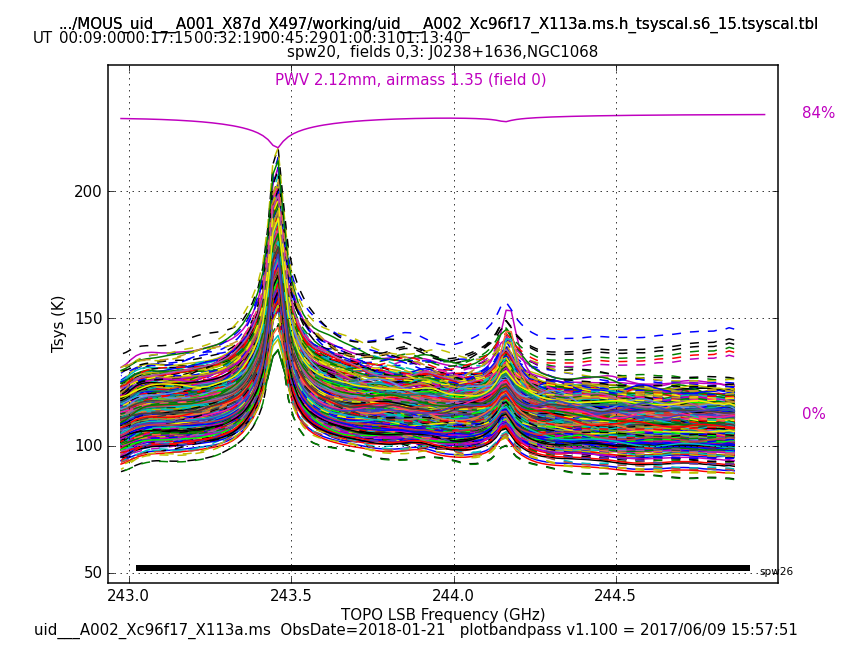 .../MOUS_uid___A001_X87d_X497/working/uid___A002_Xc96f17_X113a.ms.h_tsyscal.s6_15.tsyscal.tbl
UT 00:09:00 00:17:15 00:32:19 00:45:29 01:00:31 01:13:40
spw20,  fields 0,3: J0238+1636,NGC1068
PWV 2.12mm, airmass 1.35 (field 0)
84%
200
150
Tsys (K)
0%
100
50
spw26
243.0 243.5 244.0 244.5
TOPO LSB Frequency (GHz)
uid___A002_Xc96f17_X113a.ms  ObsDate=2018-01-21   plotbandpass v1.100 = 2017/06/09 15:57:51